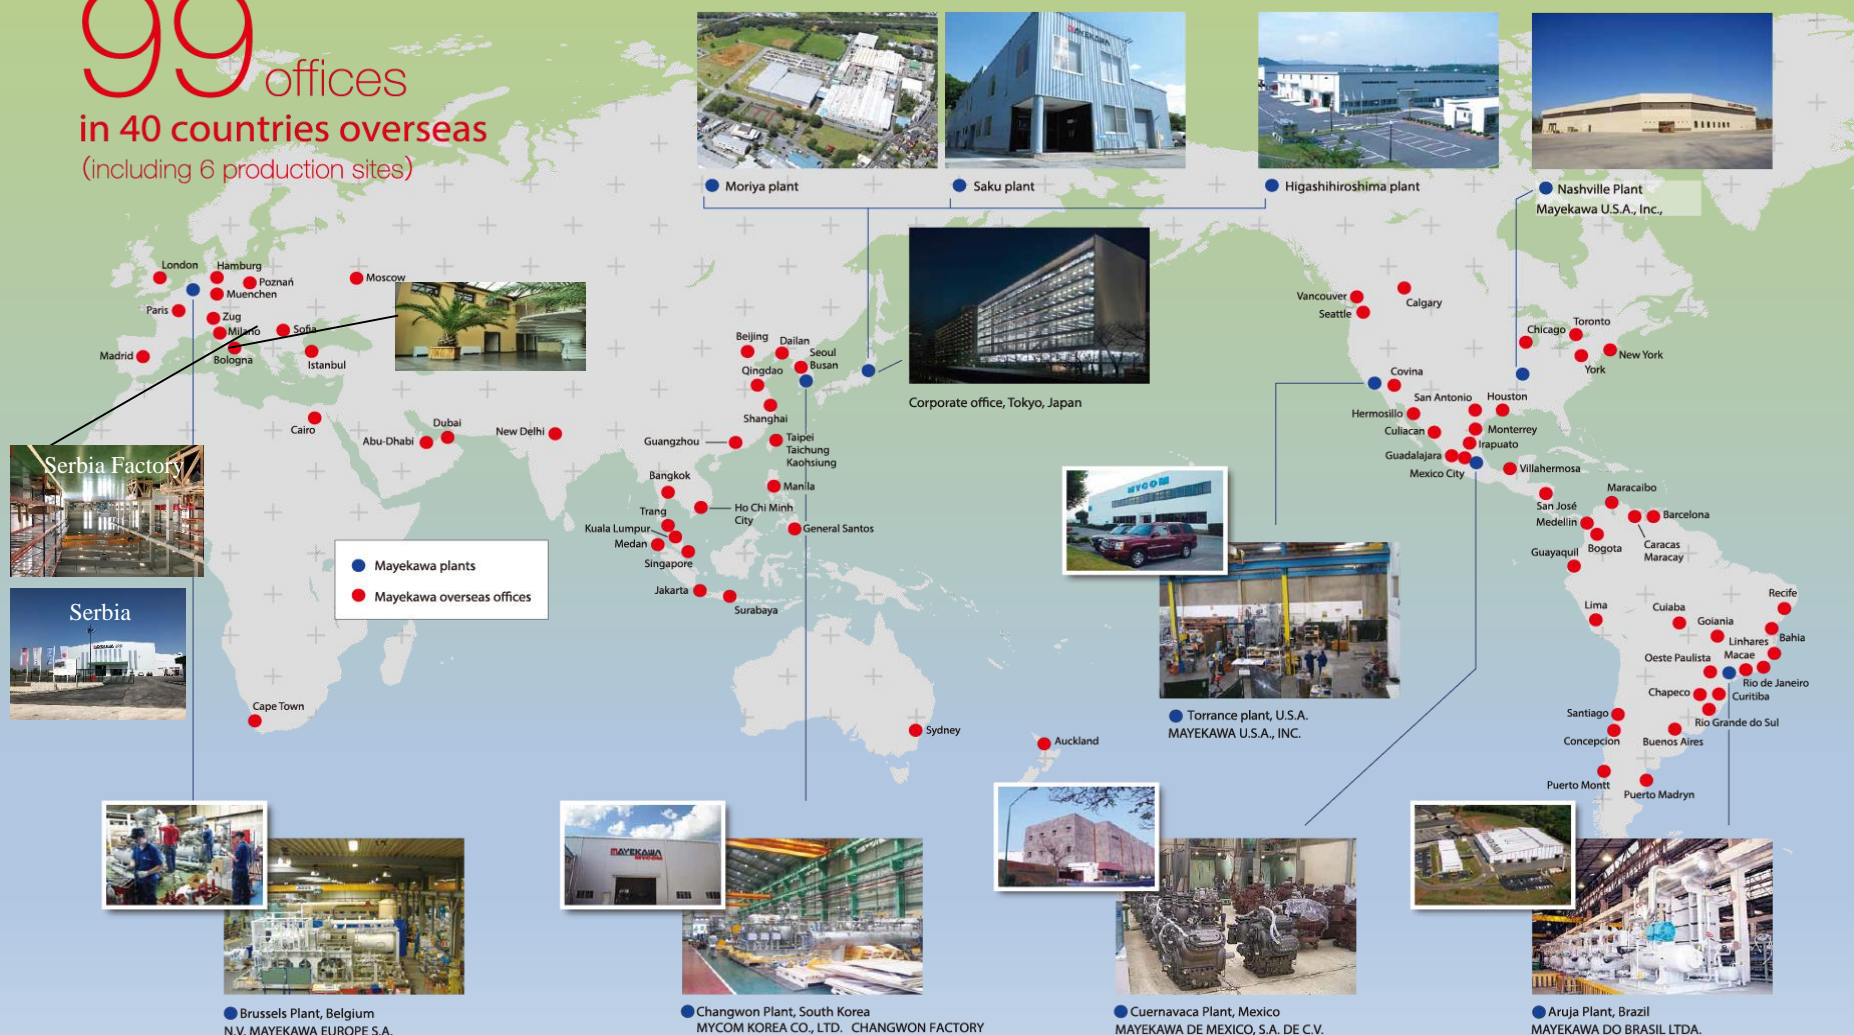 99 offices
in 40 countries overseas
(including 6 production sites)
Moriya plant
Saku plant
Higashihiroshima plant
Nashville Plant
Mayekawa U.S.A., Inc.,
MAYEKAWA
Corporate office, Tokyo, Japan
London
Hamburg
Poznań
Muenchen
Moscow
Paris
Zug
Milano
Sofia
Madrid
Bologna
Istanbul
Cairo
Abu-Dhabi
Dubai
New Delhi
Beijing
Dailan
Seoul
Busan
Qingdao
Shanghai
Guangzhou
Taipei
Taichung
Kaohsiung
Bangkok
Manila
Trang
Ho Chi Minh
City
Kuala Lumpur
General Santos
Medan
Singapore
Jakarta
Surabaya
Vancouver
Calgary
Seattle
Chicago
Toronto
New York
York
Covina
San Antonio
Houston
Hermosillo
Culiacan
Monterrey
Irapuato
Guadalajara
Mexico City
Villahermosa
Maracaibo
San José
Medellin
Barcelona
Bogota
Caracas
Maracay
Guayaquil
Lima
Cuiaba
Recife
Goiania
Linhares
Bahia
Oeste Paulista
Macae
Rio de Janeiro
Chapeco
Curitiba
Santiago
Rio Grande do Sul
Concepcion
Buenos Aires
Puerto Montt
Puerto Madryn
Cape Town
Sydney
Auckland
Serbia Factory
Serbia
Mayekawa plants
Mayekawa overseas offices
MYCOM
Torrance plant, U.S.A.
MAYEKAWA U.S.A., INC.
MAYEKAWA
MYCOM
Brussels Plant, Belgium
N.V. MAYEKAWA EUROPE S.A.
Changwon Plant, South Korea
MYCOM KOREA CO., LTD. CHANGWON FACTORY
Cuernavaca Plant, Mexico
MAYEKAWA DE MEXICO, S.A. DE C.V.
Aruja Plant, Brazil
MAYEKAWA DO BRASIL LTDA.